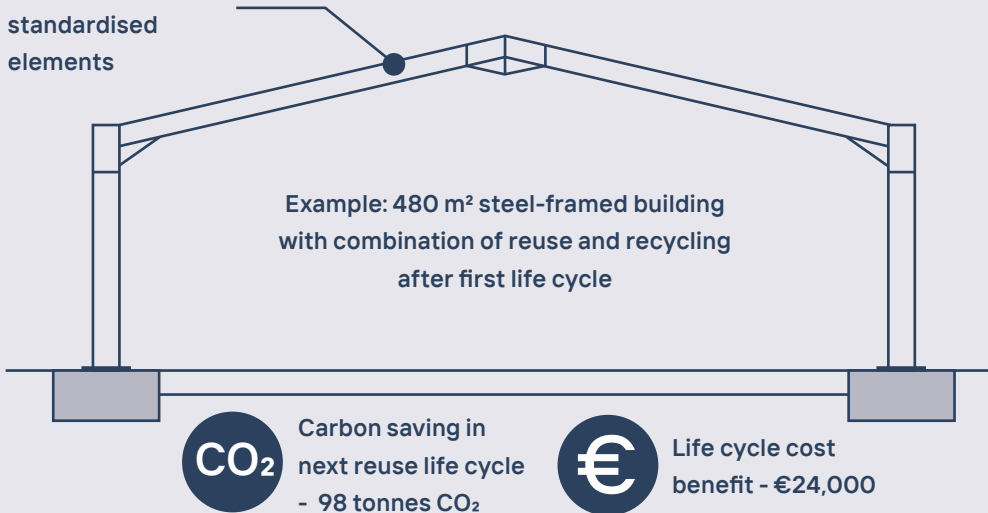 standardised
elements
Example: 480 m² steel-framed building
with combination of reuse and recycling
after first life cycle
CO₂
Carbon saving in
next reuse life cycle
- 98 tonnes CO₂
€
Life cycle cost
benefit - €24,000